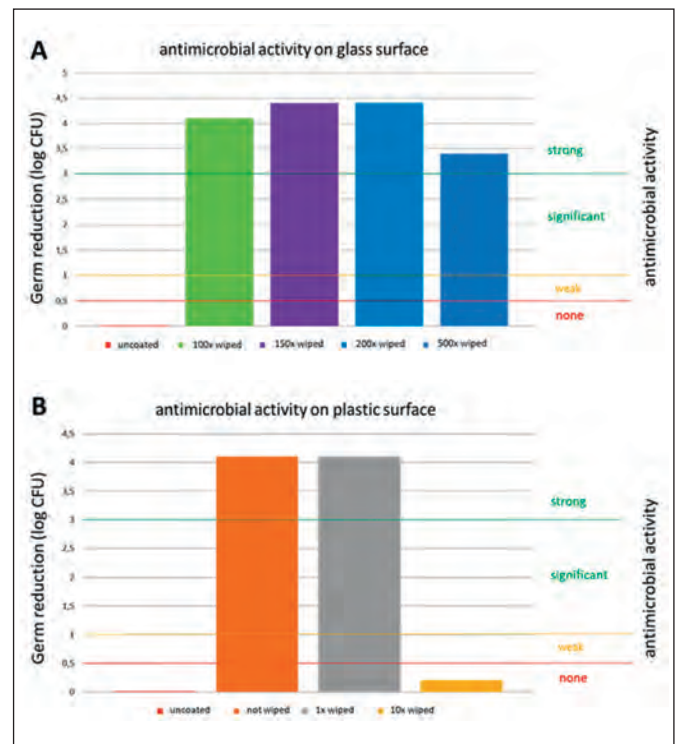 A
antimicrobial activity on glass surface
Germ reduction (log CFU)
5
4,5
4
3,5
3
2,5
2
1,5
1
0,5
0
strong
significant
weak
none
antimicrobial activity
uncoated 100x wiped 150x wiped 200x wiped 500x wiped
B
antimicrobial activity on plastic surface
Germ reduction (log CFU)
4,5
4
3,5
3
2,5
2
1,5
1
0,5
0
strong
significant
weak
none
antimicrobial activity
uncoated not wiped 1x wiped 10x wiped